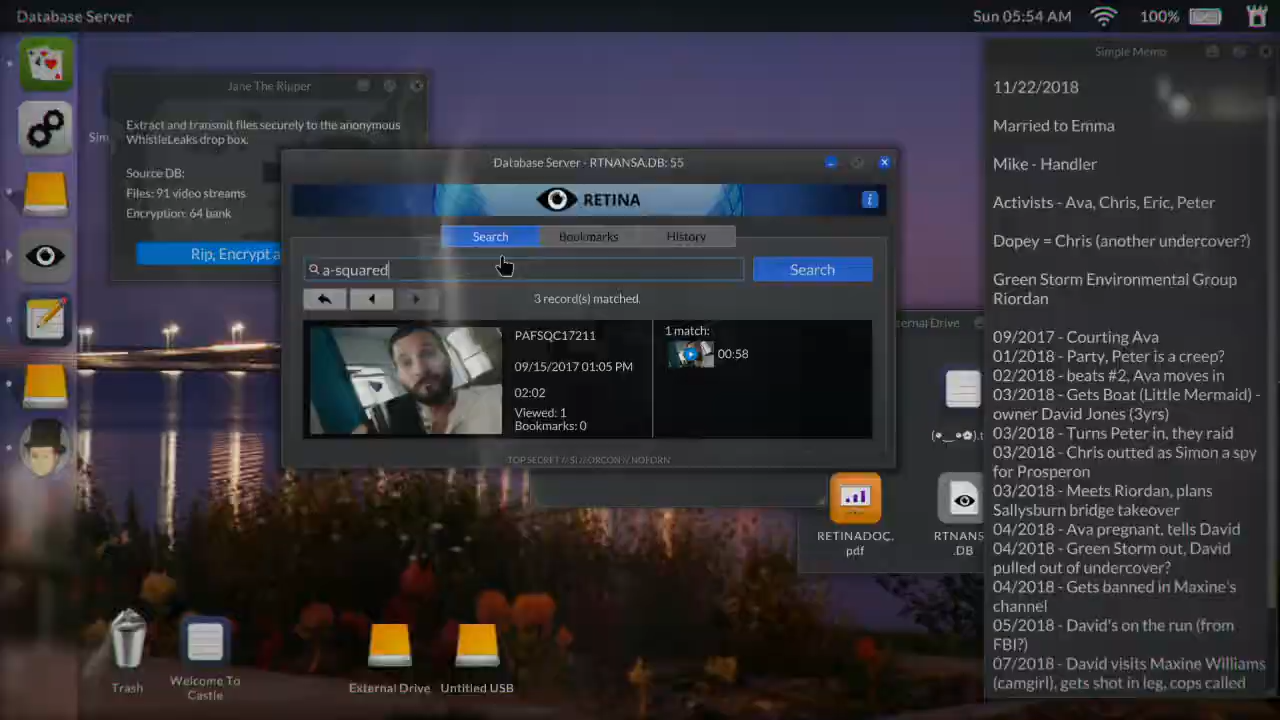 Database Server
Sun 05:54 AM
100%
Simple Memo
11/22/2018
Married to Emma
Mike - Handler
Activists - Ava, Chris, Eric, Peter
Dopey = Chris (another undercover?)
Green Storm Environmental Group
Riordan
09/2017 - Courting Ava
01/2018 - Party, Peter is a creep?
02/2018 - beats #2, Ava moves in
03/2018 - Gets Boat (Little Mermaid) -
owner David Jones (3yrs)
03/2018 - Turns Peter in, they raid
03/2018 - Chris outted as Simon a spy
for Prosperon
03/2018 - Meets Riordan, plans
Sallysburn bridge takeover
04/2018 - Ava pregnant, tells David
04/2018 - Green Storm out, David
pulled out of undercover?
04/2018 - Gets banned in Maxine's
channel
05/2018 - David's on the run (from
FBI?)
07/2018 - David visits Maxine Williams
(camgirl), gets shot in leg, cops called
Jane The Ripper
Sim
Extract and transmit files securely to the anonymous
WhistleLeaks drop box.
Source DB:
Files: 91 video streams
Encryption: 64 bank
Rip, Encrypt a
Database Server - RTNANSA.DB: 55
RETINA
i
Search
Bookmarks
History
a-squared
Search
3 record(s) matched.
PAFSQC17211
09/15/2017 01:05 PM
02:02
Viewed: 1
Bookmarks: 0
1 match:
00:58
TOP SECRET // SI // ORCON // NOFORN
ernal Drive
(•‿•✿).t
RETINADOC.
pdf
RTNANS
.DB
Trash
Welcome To
Castle
External Drive
Untitled USB